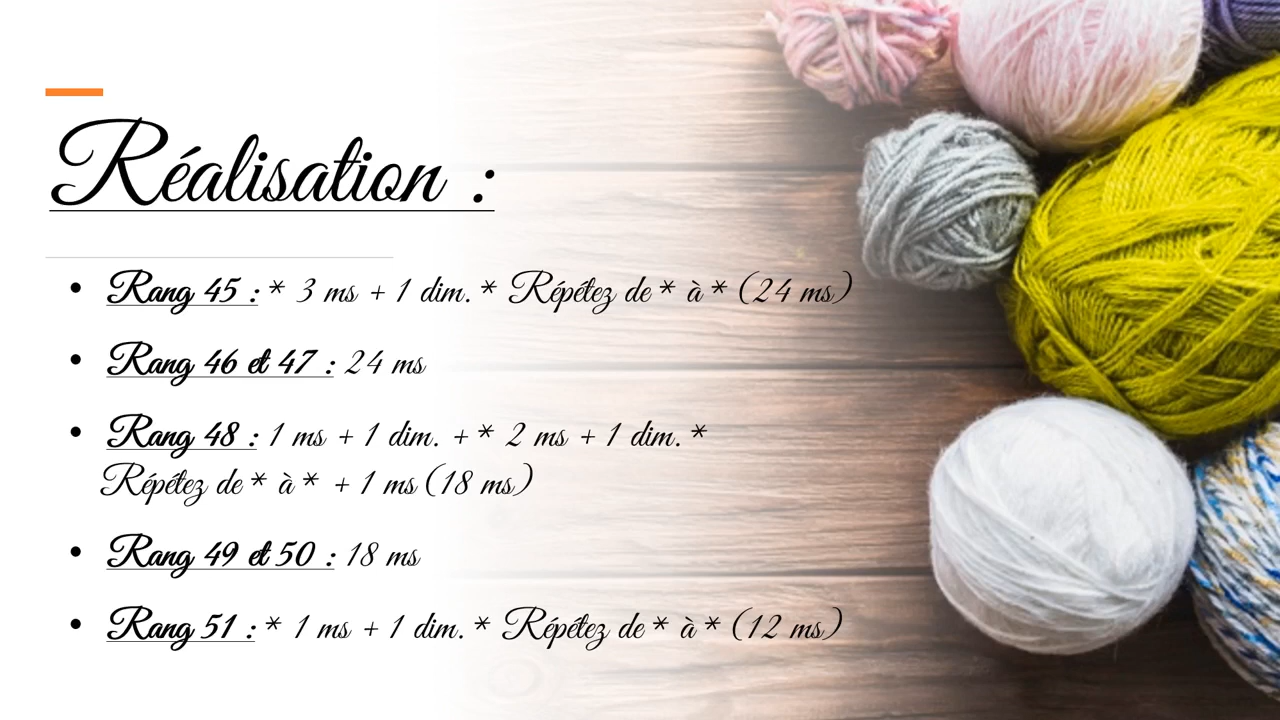 Réalisation :
• Rang 45 : * 3 ms + 1 dim. * Répétez de * à * (24 ms)
• Rang 46 et 47 : 24 ms
• Rang 48 : 1 ms + 1 dim. + * 2 ms + 1 dim. *
Répétez de * à * + 1 ms (18 ms)
• Rang 49 et 50 : 18 ms
• Rang 51 : * 1 ms + 1 dim. * Répétez de * à * (12 ms)